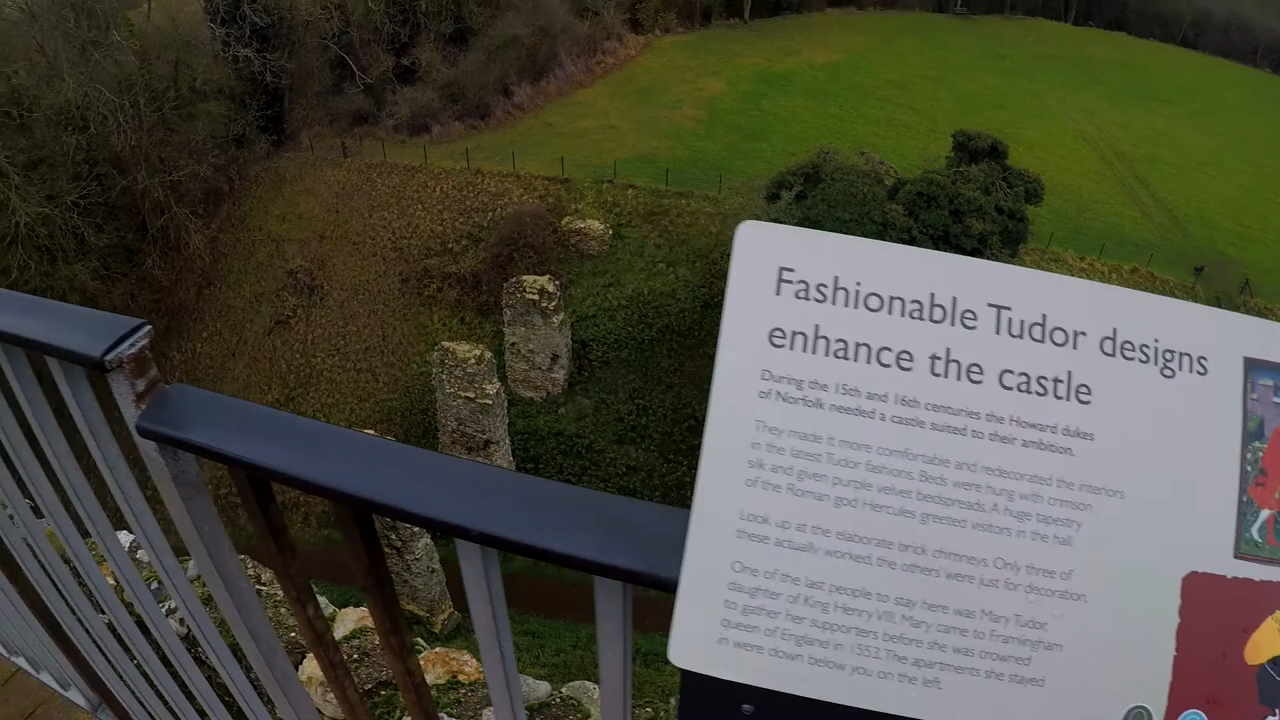 Fashionable Tudor designs
enhance the castle
During the 15th and 16th centuries the Howard dukes
of Norfolk needed a castle suited to their ambition.
They made it more comfortable and redecorated the interiors
in the latest Tudor fashions. Beds were hung with crimson
silk and given purple velvet bedspreads. A huge tapestry
of the Roman god Hercules greeted visitors in the hall.
Look up at the elaborate brick chimneys. Only three of
these actually worked, the others were just for decoration.
One of the last people to stay here was Mary Tudor,
daughter of King Henry VIII. Mary came to Framlingham
to gather her supporters before she was crowned
queen of England in 1553. The apartments she stayed
in were down below you on the left.